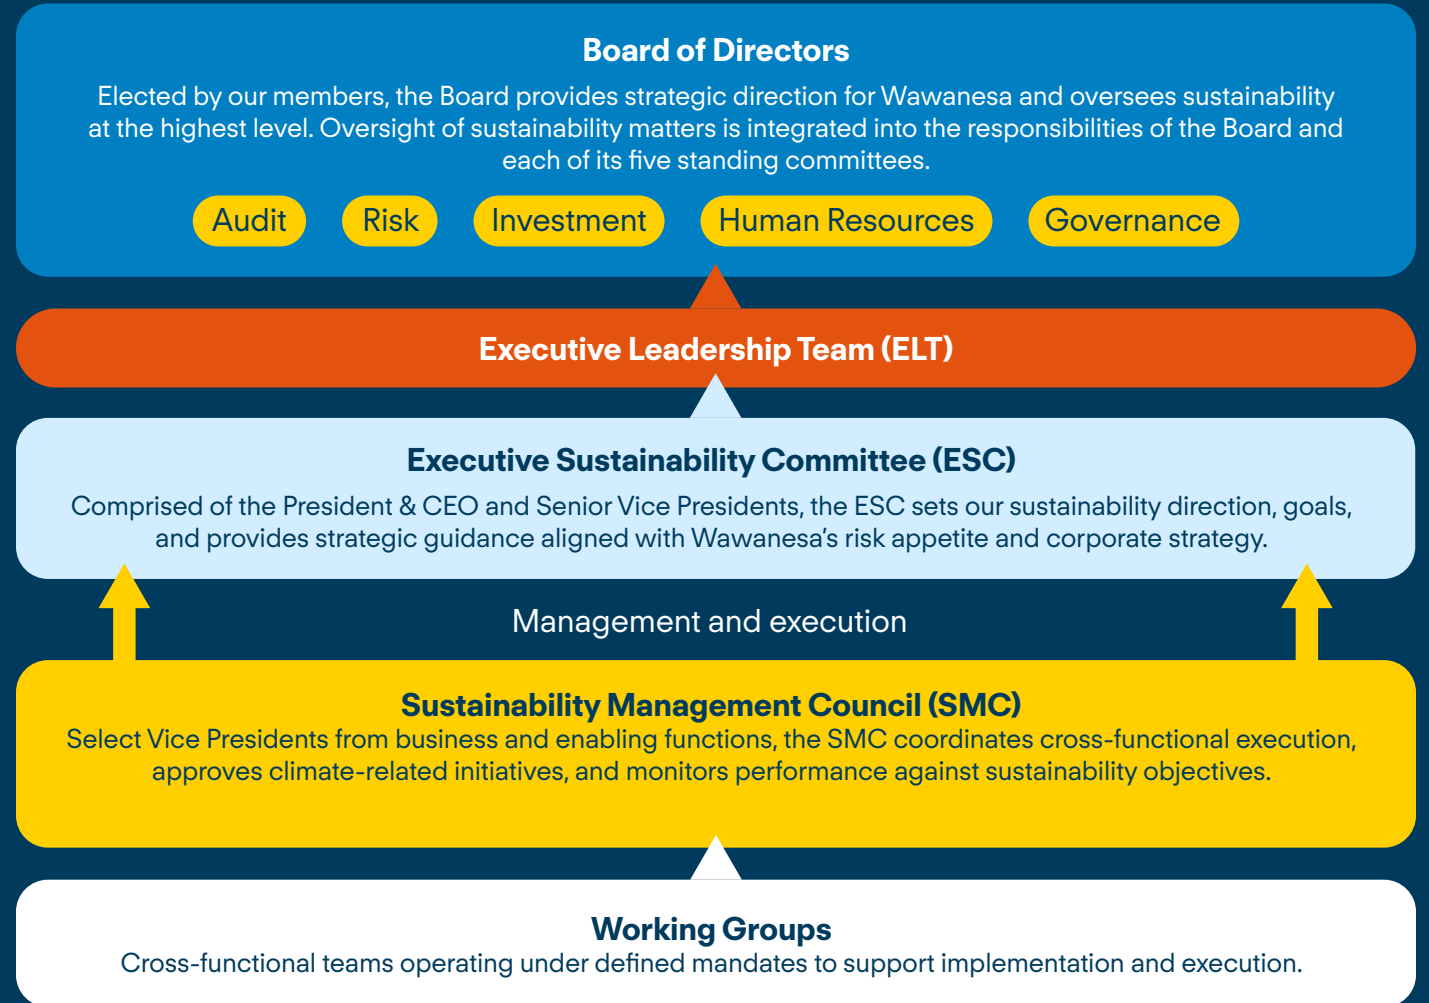 Board of Directors
Elected by our members, the Board provides strategic direction for Wawanesa and oversees sustainability
at the highest level. Oversight of sustainability matters is integrated into the responsibilities of the Board and
each of its five standing committees.
Audit Risk Investment Human Resources Governance
Executive Leadership Team (ELT)
Executive Sustainability Committee (ESC)
Comprised of the President & CEO and Senior Vice Presidents, the ESC sets our sustainability direction, goals,
and provides strategic guidance aligned with Wawanesa’s risk appetite and corporate strategy.
Management and execution
Sustainability Management Council (SMC)
Select Vice Presidents from business and enabling functions, the SMC coordinates cross-functional execution,
approves climate-related initiatives, and monitors performance against sustainability objectives.
Working Groups
Cross-functional teams operating under defined mandates to support implementation and execution.